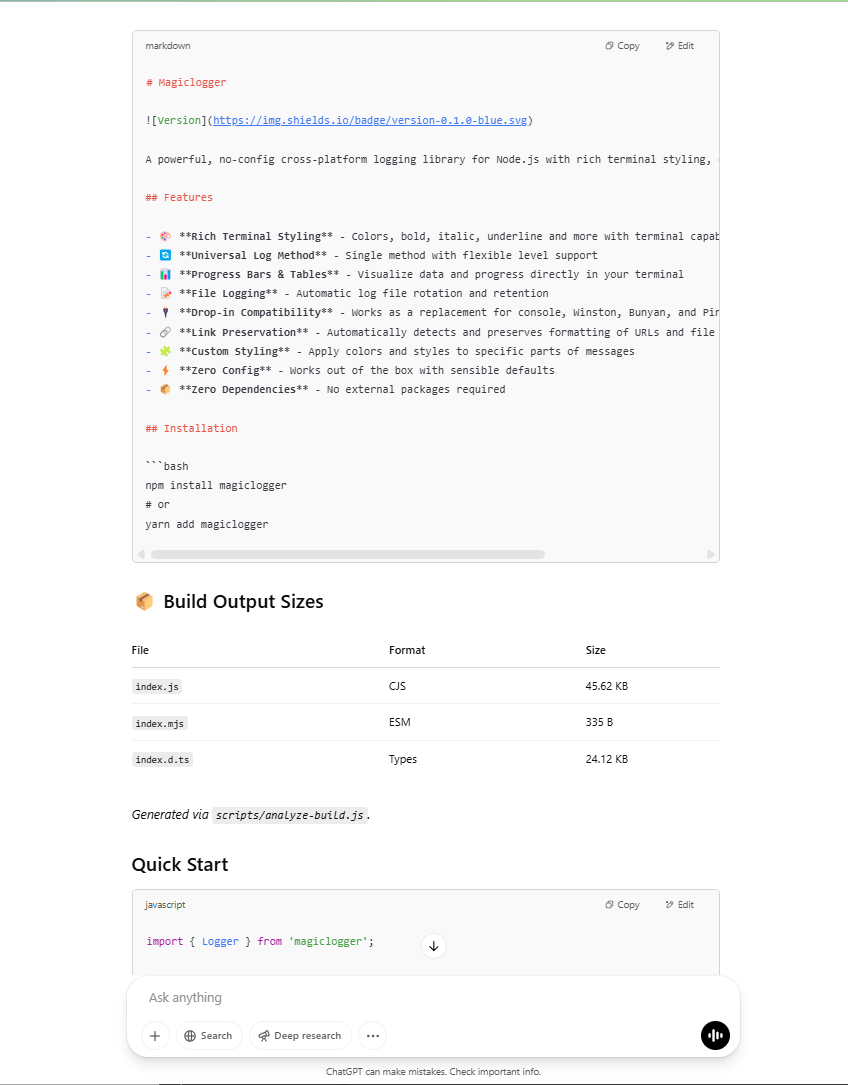 markdown Copy Edit
# Magiclogger
![Version](https://img.shields.io/badge/version-0.1.0-blue.svg)
A powerful, no-config cross-platform logging library for Node.js with rich terminal styling,
## Features
- 🎨 **Rich Terminal Styling** - Colors, bold, italic, underline and more with terminal capab
- 🔄 **Universal Log Method** - Single method with flexible level support
- 📊 **Progress Bars & Tables** - Visualize data and progress directly in your terminal
- 📝 **File Logging** - Automatic log file rotation and retention
- 🌂 **Drop-in Compatibility** - Works as a replacement for console, Winston, Bunyan, and Pin
- 🔗 **Link Preservation** - Automatically detects and preserves formatting of URLs and file
- 🧩 **Custom Styling** - Apply colors and styles to specific parts of messages
- ⚡ **Zero Config** - Works out of the box with sensible defaults
- 📦 **Zero Dependencies** - No external packages required
## Installation
```bash
npm install magiclogger
# or
yarn add magiclogger
📦 Build Output Sizes
File Format Size
index.js CJS 45.62 KB
index.mjs ESM 335 B
index.d.ts Types 24.12 KB
Generated via scripts/analyze-build.js.
Quick Start
javascript Copy Edit
import { Logger } from 'magiclogger';
Ask anything
Search Deep research
ChatGPT can make mistakes. Check important info.